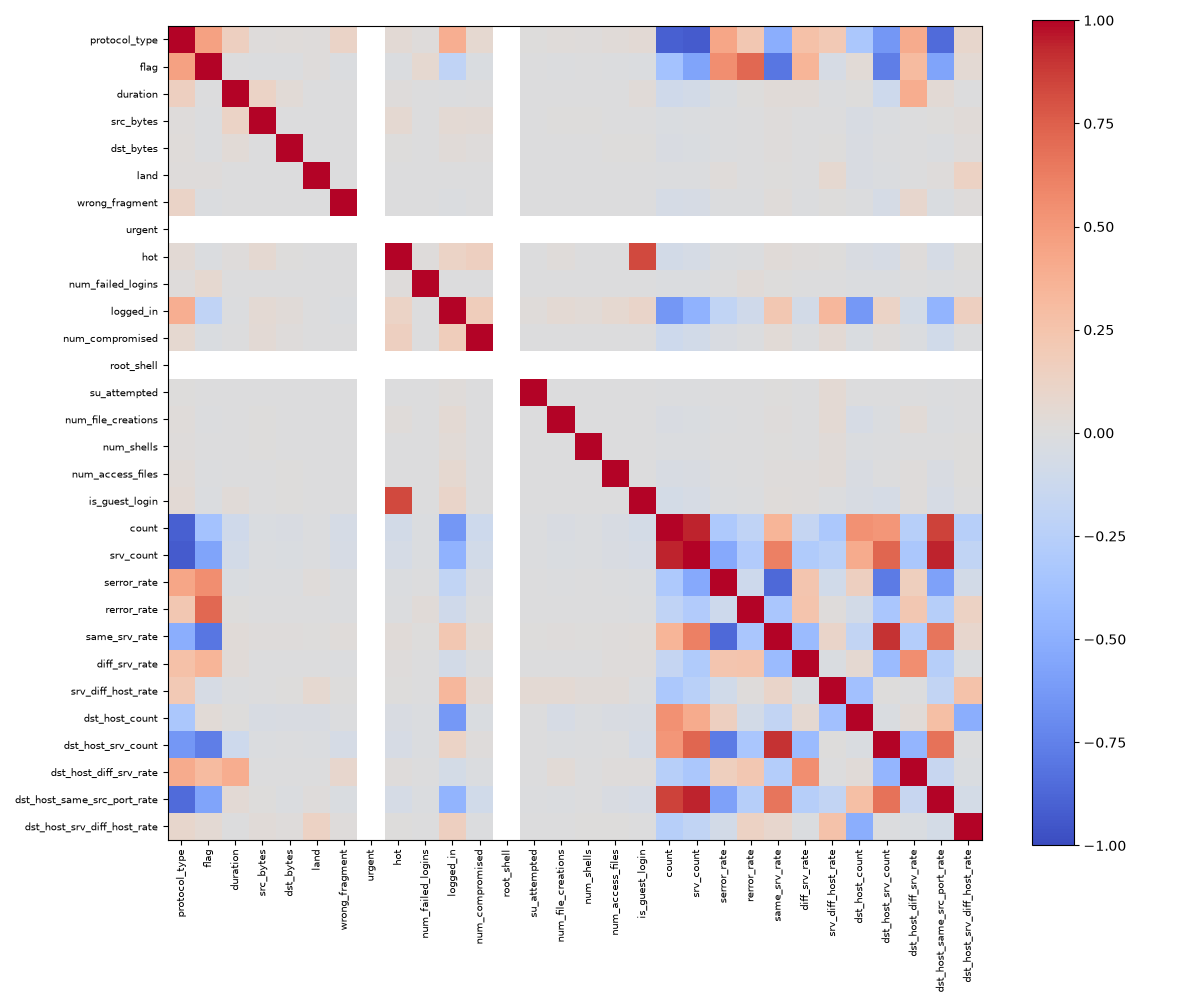 protocol_type
flag
duration
src_bytes
dst_bytes
land
wrong_fragment
urgent
hot
num_failed_logins
logged_in
num_compromised
root_shell
su_attempted
num_file_creations
num_shells
num_access_files
is_guest_login
count
srv_count
serror_rate
rerror_rate
same_srv_rate
diff_srv_rate
srv_diff_host_rate
dst_host_count
dst_host_srv_count
dst_host_diff_srv_rate
dst_host_same_src_port_rate
dst_host_srv_diff_host_rate
protocol_type
flag
duration
src_bytes
dst_bytes
land
wrong_fragment
urgent
hot
num_failed_logins
logged_in
num_compromised
root_shell
su_attempted
num_file_creations
num_shells
num_access_files
is_guest_login
count
srv_count
serror_rate
rerror_rate
same_srv_rate
diff_srv_rate
srv_diff_host_rate
dst_host_count
dst_host_srv_count
dst_host_diff_srv_rate
dst_host_same_src_port_rate
dst_host_srv_diff_host_rate
1.00
0.75
0.50
0.25
0.00
−0.25
−0.50
−0.75
−1.00